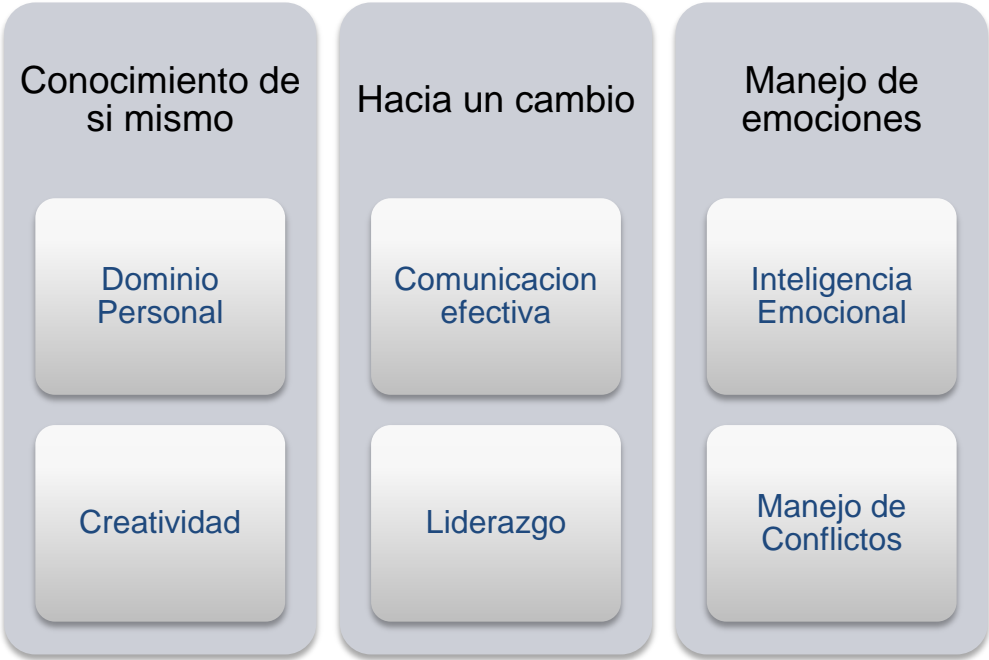 Conocimiento de
si mismo
Dominio
Personal
Creatividad
Hacia un cambio
Comunicacion
efectiva
Liderazgo
Manejo de
emociones
Inteligencia
Emocional
Manejo de
Conflictos